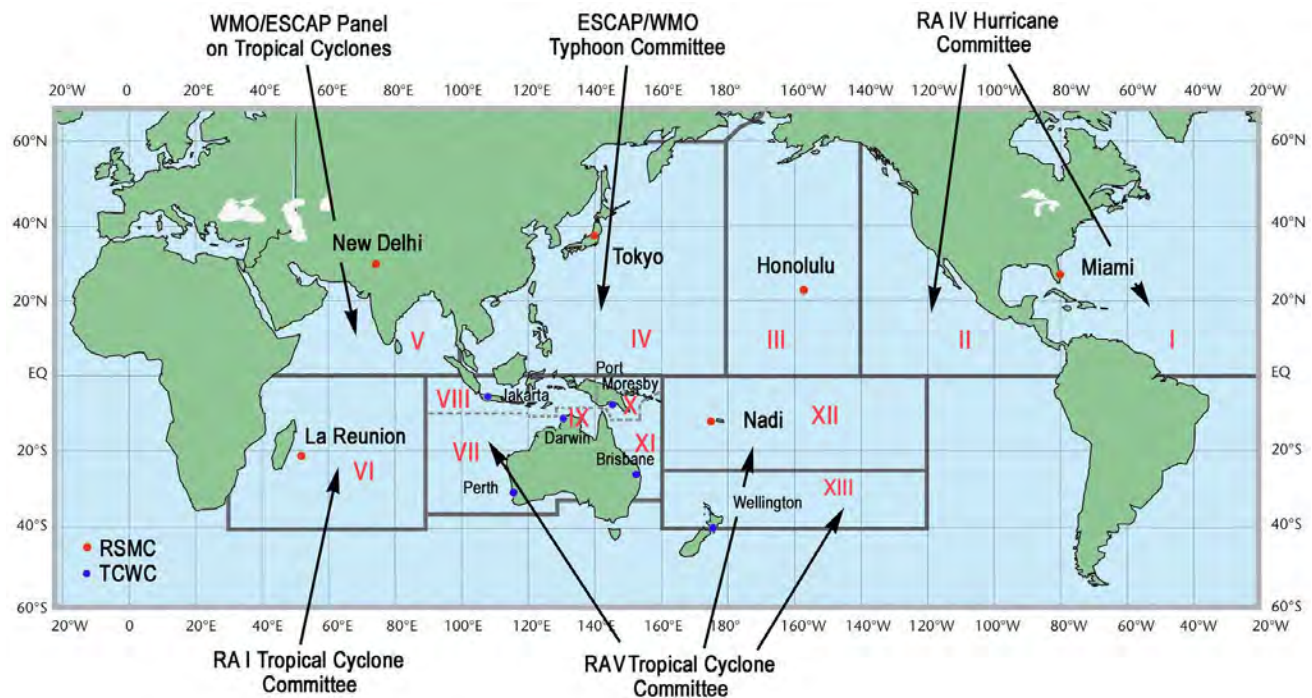 WMO/ESCAP Panel
on Tropical Cyclones
ESCAP/WMO
Typhoon Committee
RA IV Hurricane
Committee
20°W 0 20°E 40°E 60°E 80°E 100°E 120°E 140°E 160°E 180° 160°W 140°W 120°W 100°W 80°W 60°W 40°W 20°W
60°N 60°N
40°N 40°N
New Delhi
Tokyo
Honolulu
Miami
20°N 20°N
V IV III II I
EQ EQ
Port
Moresby
VIII Jakarta IX X
La Reunion
Darwin
Nadi XII
20°S 20°S
VI VII XI
Brisbane
Perth
Wellington XIII
40°S 40°S
RSMC
TCWC
60°S 60°S
20°W 0 20°E 40°E 60°E 80°E 100°E 120°E 140°E 160°E 180° 160°W 140°W 120°W 100°W 80°W 60°W 40°W 20°W
RA I Tropical Cyclone
Committee
RA V Tropical Cyclone
Committee